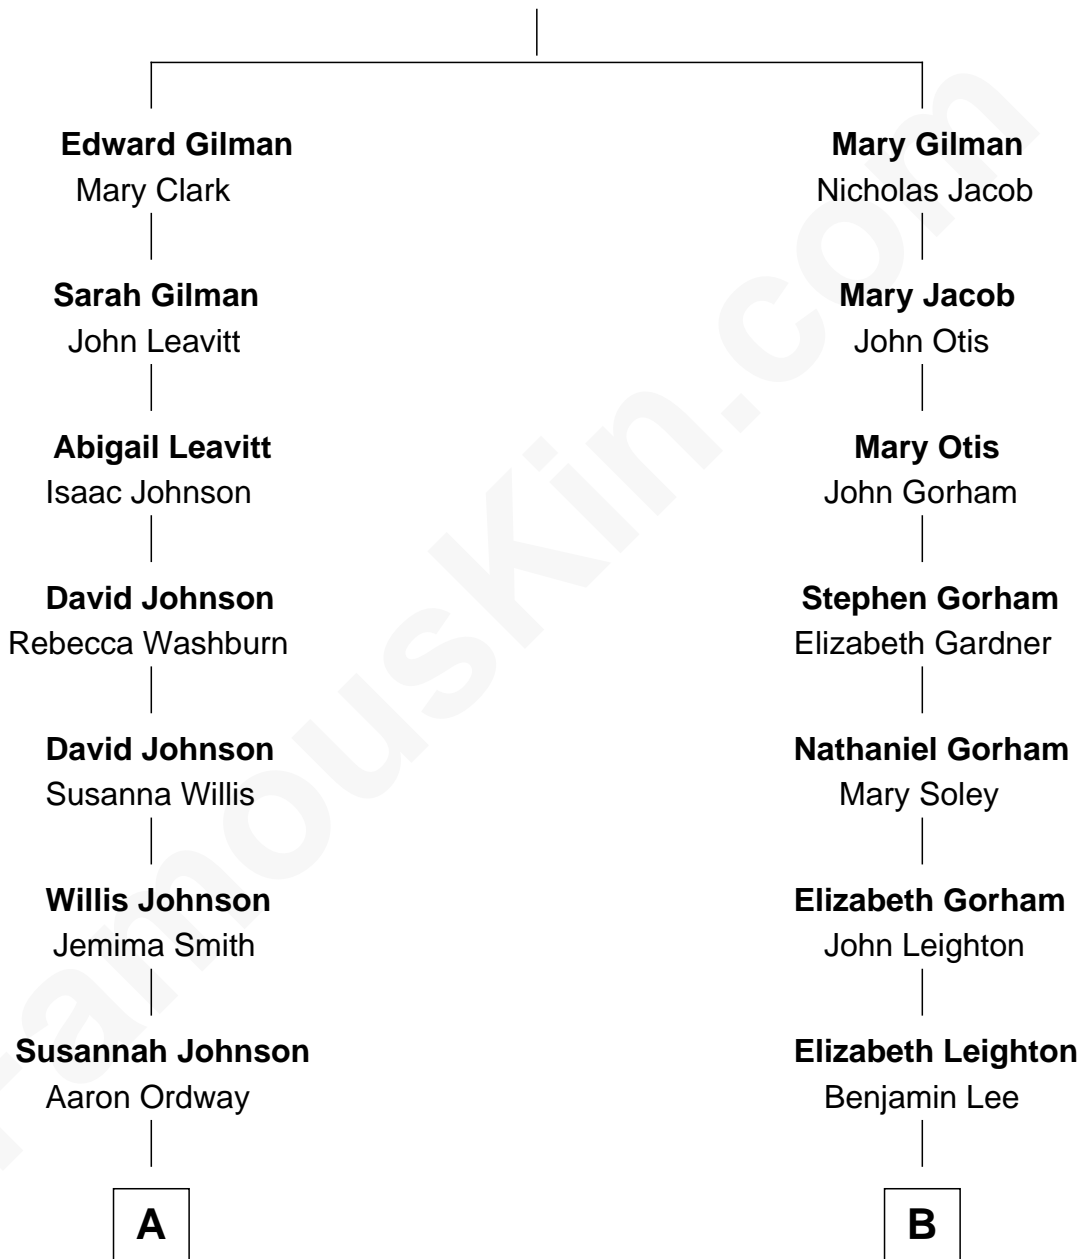 Edward Gilman
Mary Clark
Sarah Gilman
John Leavitt
Abigail Leavitt
Isaac Johnson
David Johnson
Rebecca Washburn
David Johnson
Susanna Willis
Willis Johnson
Jemima Smith
Susannah Johnson
Aaron Ordway
A
Mary Gilman
Nicholas Jacob
Mary Jacob
John Otis
Mary Otis
John Gorham
Stephen Gorham
Elizabeth Gardner
Nathaniel Gorham
Mary Soley
Elizabeth Gorham
John Leighton
Elizabeth Leighton
Benjamin Lee
B
FamousKin.com